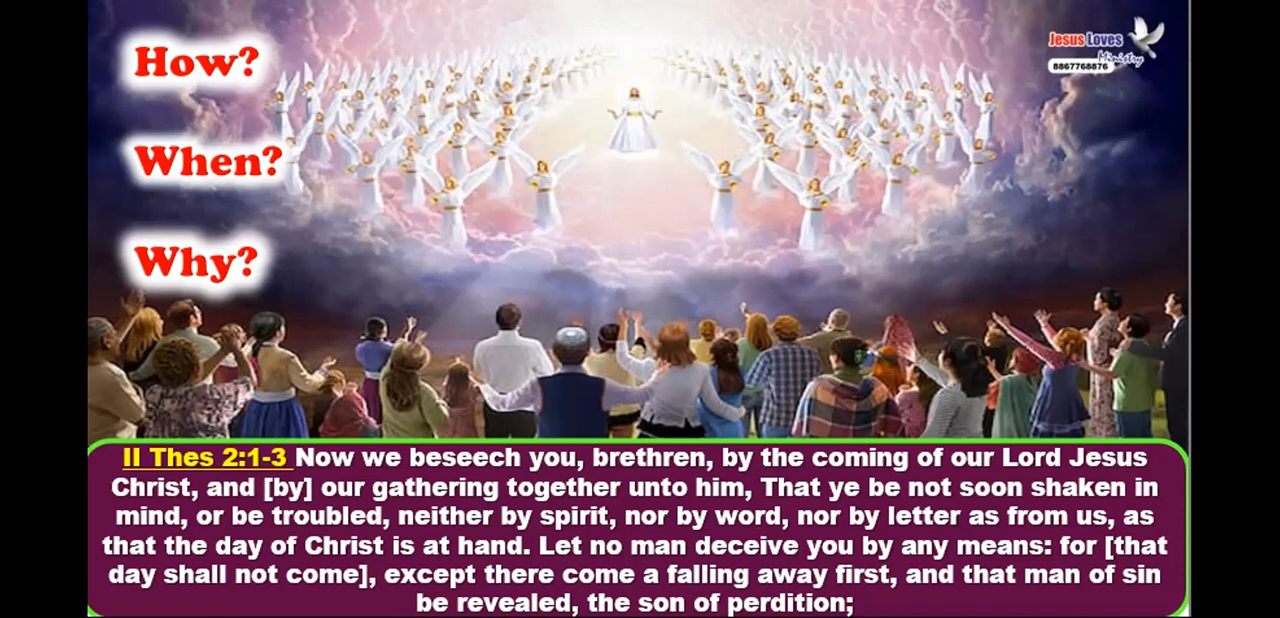 How?
When?
Why?
Jesus Loves
Ministry
8867768876
II Thes 2:1-3 Now we beseech you, brethren, by the coming of our Lord Jesus
Christ, and [by] our gathering together unto him, That ye be not soon shaken in
mind, or be troubled, neither by spirit, nor by word, nor by letter as from us, as
that the day of Christ is at hand. Let no man deceive you by any means: for [that
day shall not come], except there come a falling away first, and that man of sin
be revealed, the son of perdition;